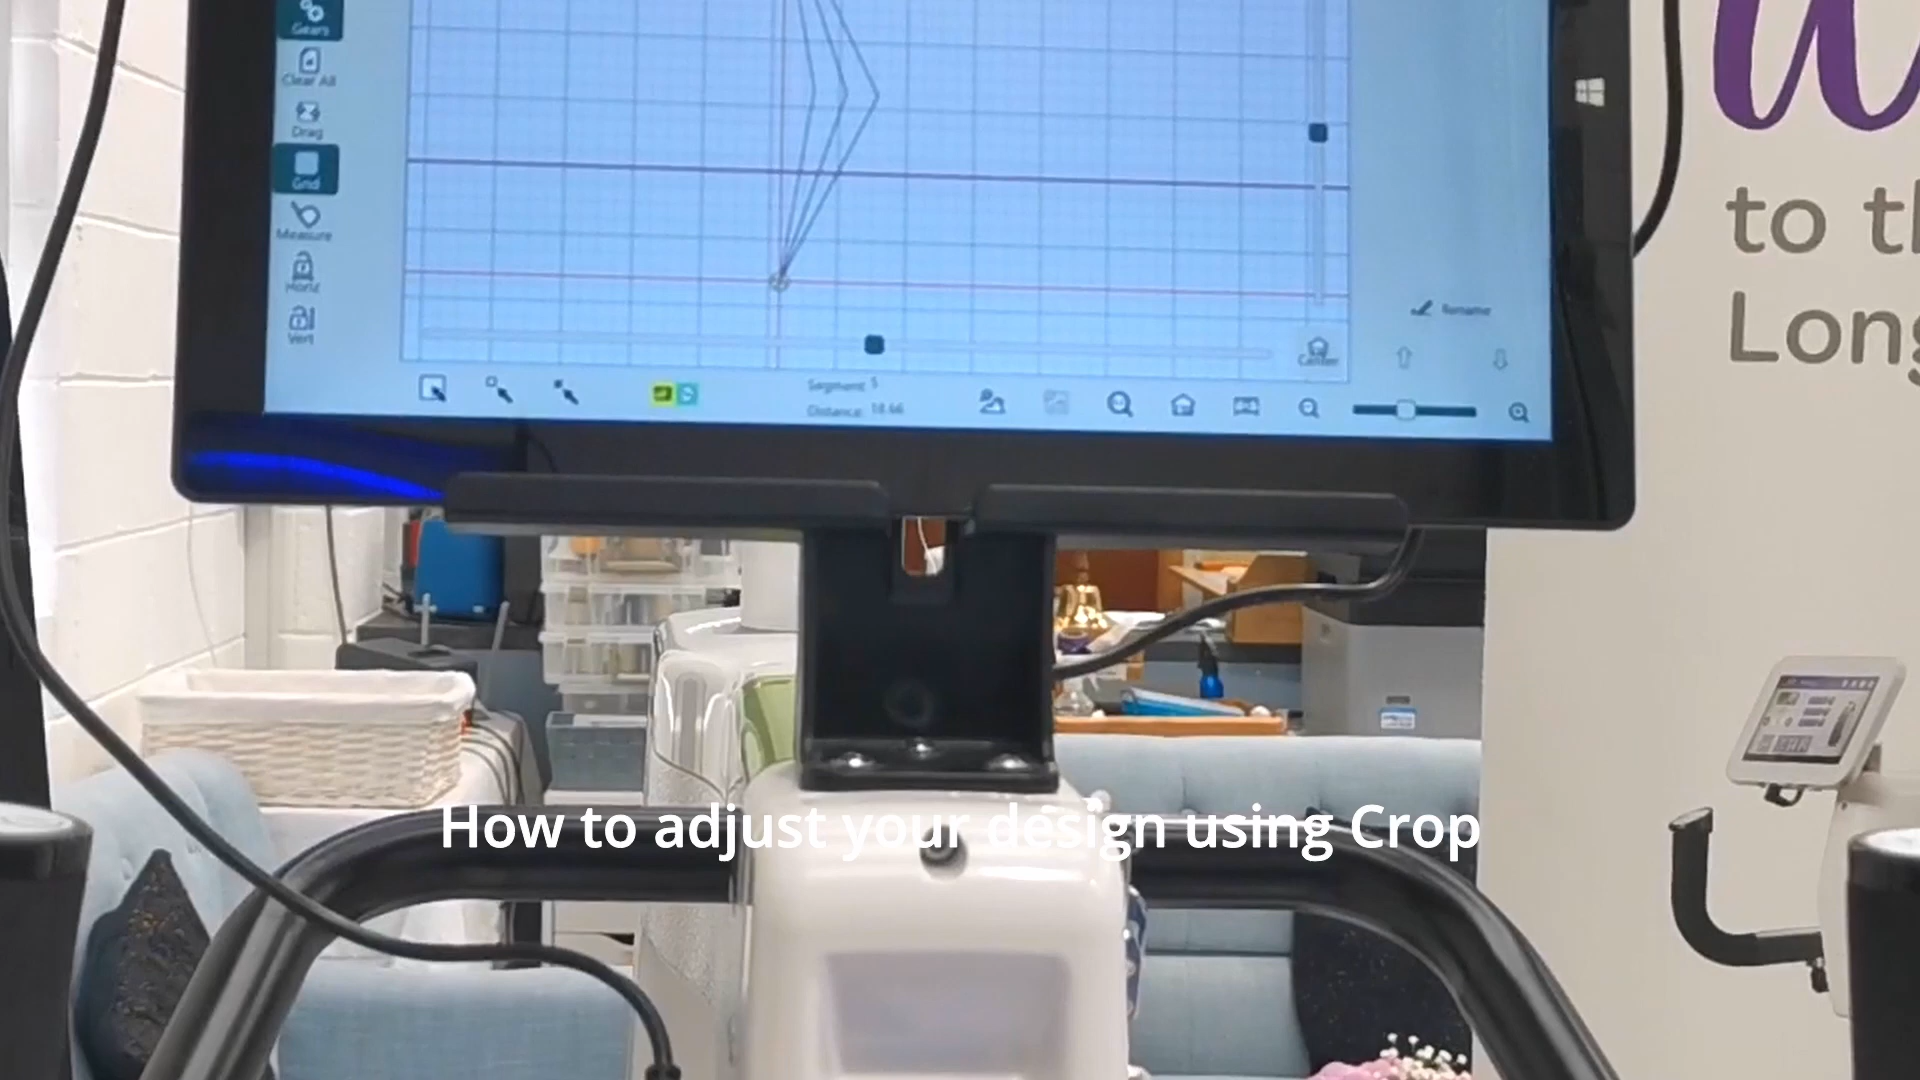 Gears
Clear All
Drag
Grid
Measure
Horiz
Vert
Center
Rename
Segment: 5
Distance: 18.66
to
Long
How to adjust your design using Crop